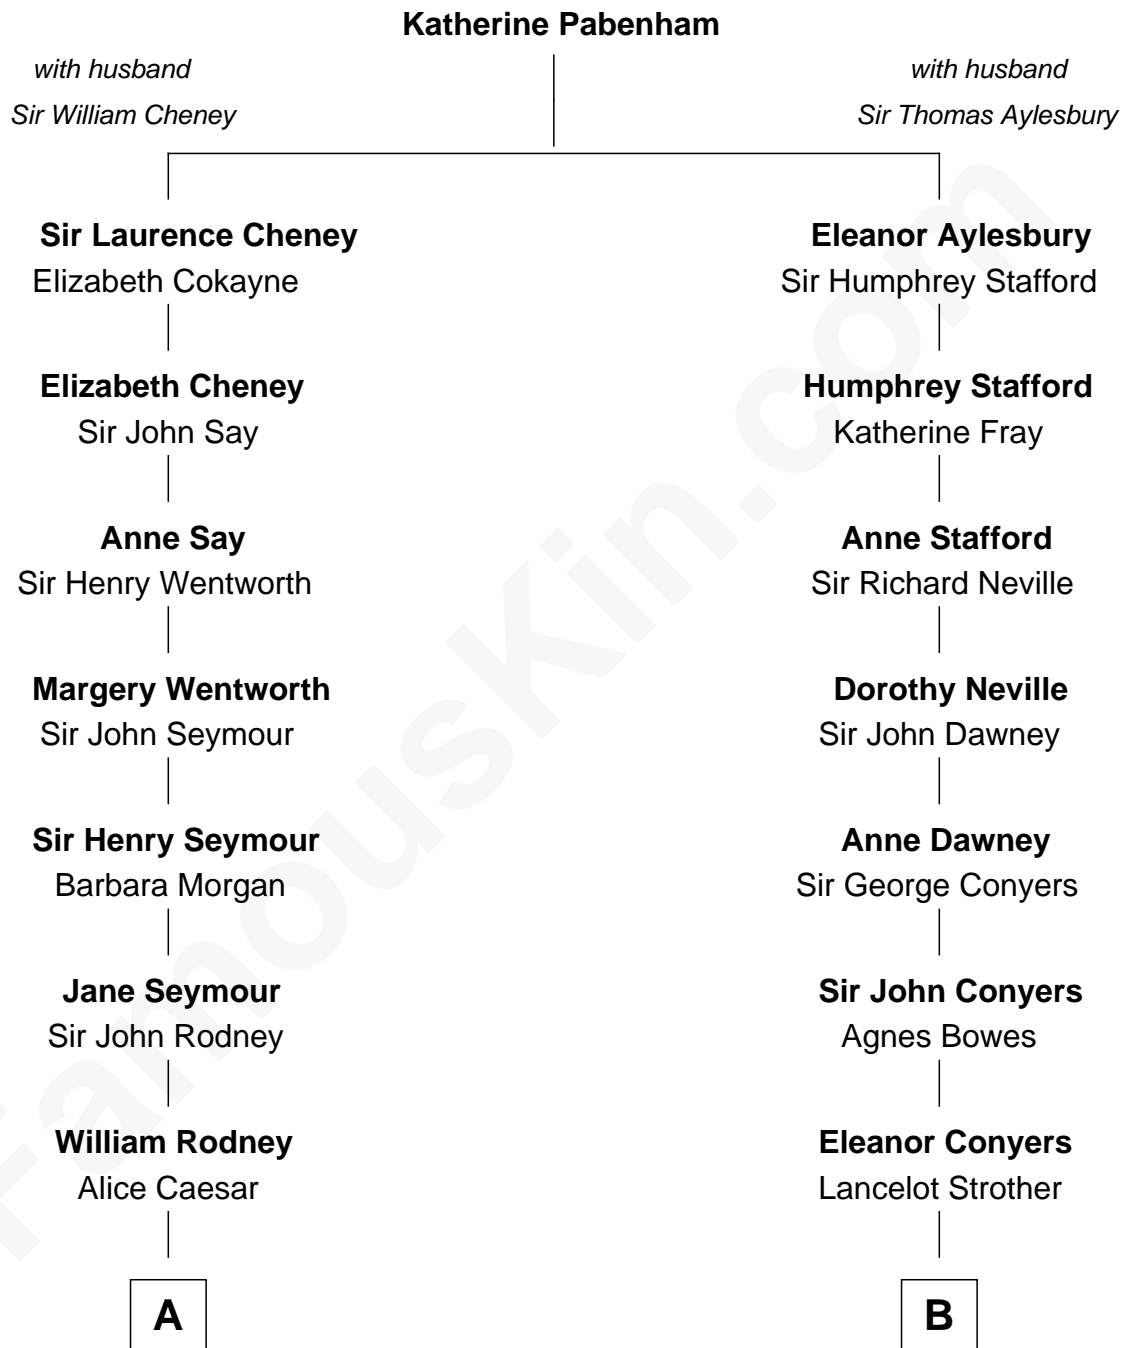 Katherine Pabenham
with husband
Sir William Cheney
with husband
Sir Thomas Aylesbury
Sir Laurence Cheney
Elizabeth Cokayne
Eleanor Aylesbury
Sir Humphrey Stafford
Elizabeth Cheney
Sir John Say
Humphrey Stafford
Katherine Fray
Anne Say
Sir Henry Wentworth
Anne Stafford
Sir Richard Neville
Margery Wentworth
Sir John Seymour
Dorothy Neville
Sir John Dawney
Sir Henry Seymour
Barbara Morgan
Anne Dawney
Sir George Conyers
Jane Seymour
Sir John Rodney
Sir John Conyers
Agnes Bowes
William Rodney
Alice Caesar
Eleanor Conyers
Lancelot Strother
A
B
FamousKin.com